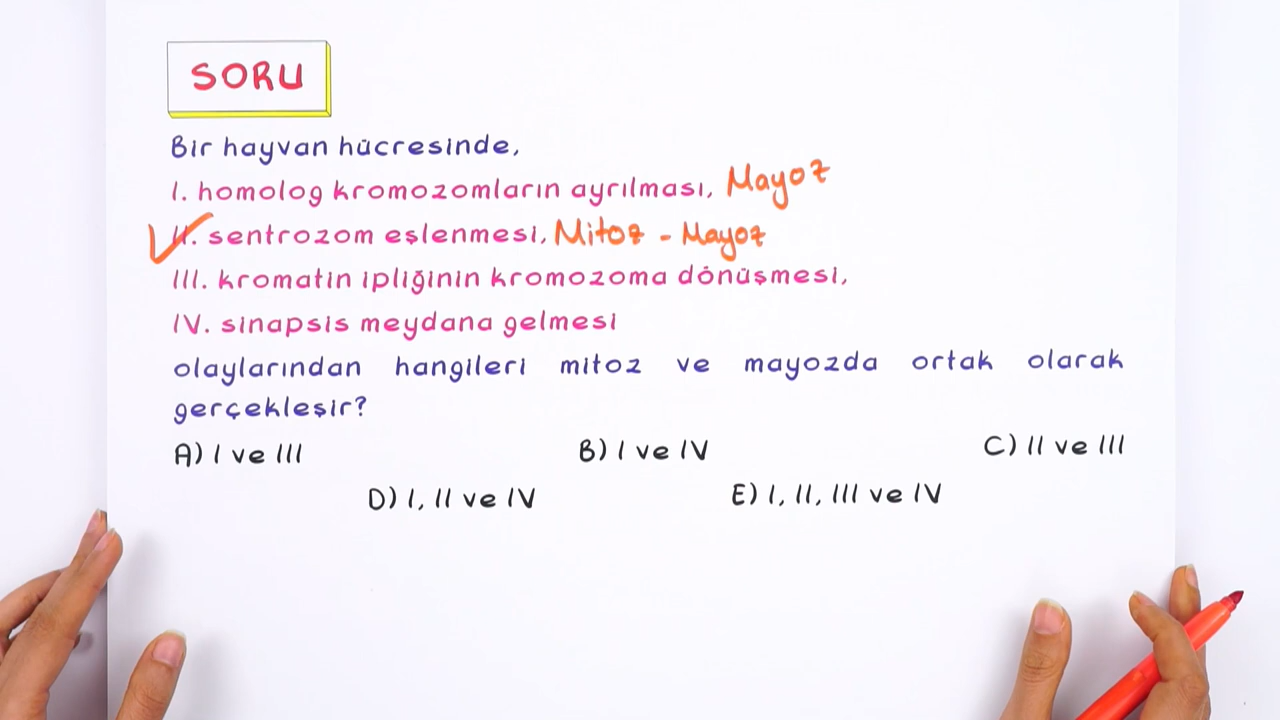 SORU
Bir hayvan hücresinde,
I. homolog kromozomların ayrılması, Mayoz
II. sentrozom eşlenmesi, Mitoz - Mayoz
III. kromatin ipliğinin kromozoma dönüşmesi,
IV. sinapsis meydana gelmesi
olaylarından hangileri mitoz ve mayozda ortak olarak
gerçekleşir?
A) I ve III B) I ve IV C) II ve III
D) I, II ve IV E) I, II, III ve IV